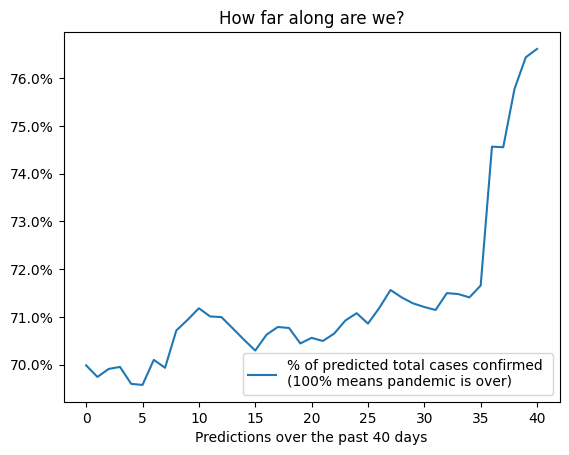 How far along are we?
76.0%
75.0%
74.0%
73.0%
72.0%
71.0%
70.0%
% of predicted total cases confirmed
(100% means pandemic is over)
0 5 10 15 20 25 30 35 40
Predictions over the past 40 days